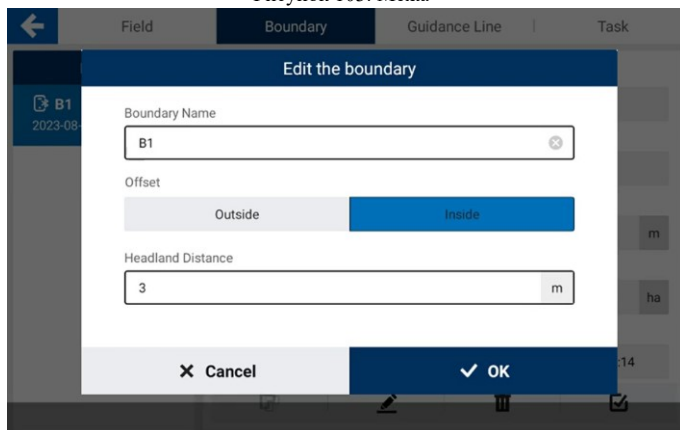 Field Boundary Guidance Line Task
Edit the boundary
B1
2023-08-
Boundary Name
B1
Offset
Outside Inside
Headland Distance
3 m
m
ha
:14
Cancel OK